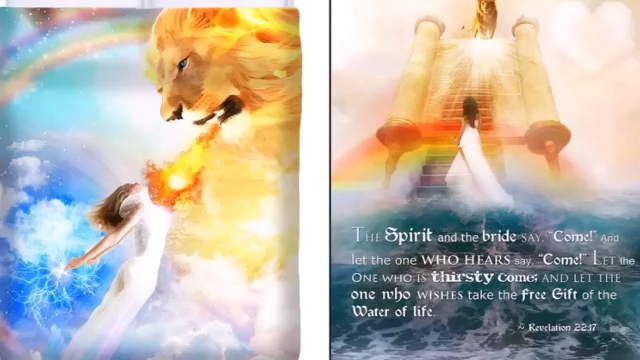 The Spirit and the bride say, "Come!" And
let the one who hears say, "Come!" Let the
One who is thirsty come; and let the
one who wishes take the free Gift of the
Water of life.
~ Revelation 22:17